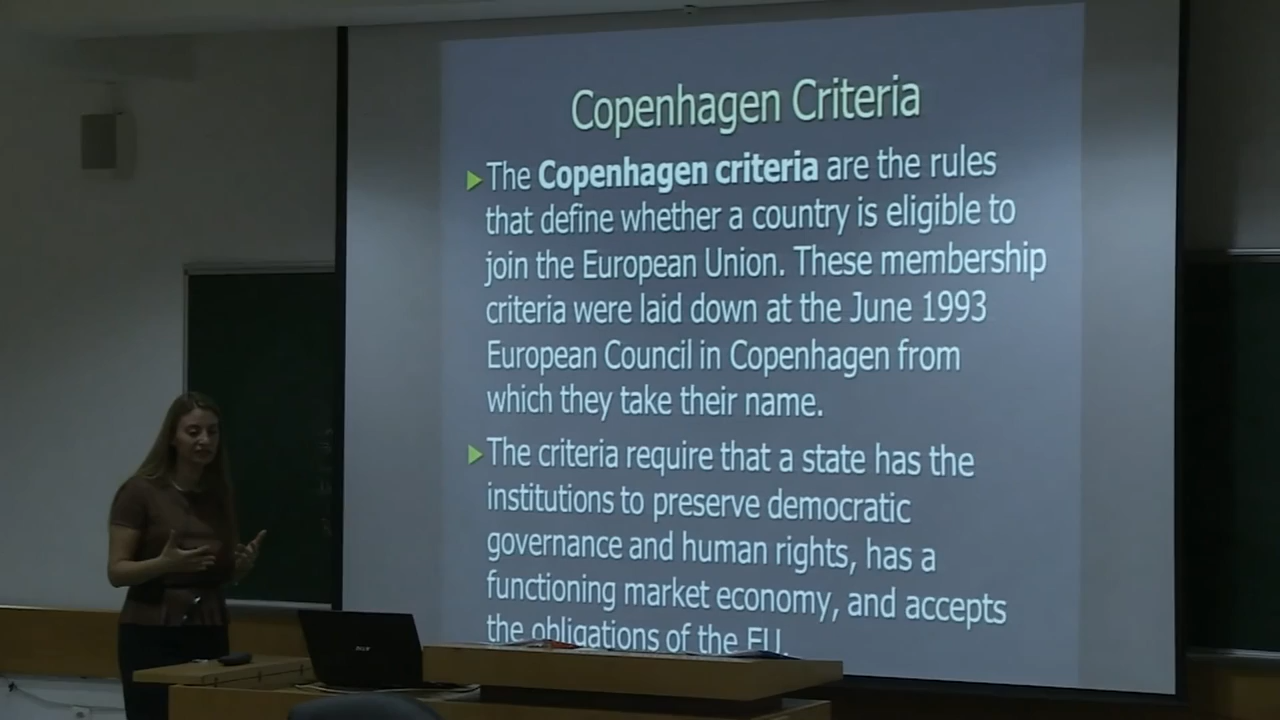 Copenhagen Criteria
The Copenhagen criteria are the rules
that define whether a country is eligible to
join the European Union. These membership
criteria were laid down at the June 1993
European Council in Copenhagen from
which they take their name.
The criteria require that a state has the
institutions to preserve democratic
governance and human rights, has a
functioning market economy, and accepts
the obligations of the EU.
acer